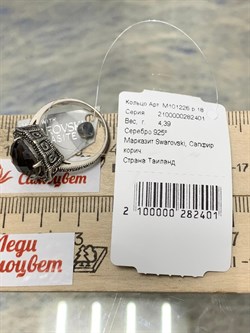 Кольцо Арт. М101226 р.18
Серия: 2100000282401
Вес, г. 4,39
Серебро 925°
Марказит Swarovski, Сапфир
корич.
Страна Таиланд
2 100000 282401
Самоцвет
Леди
Самоцвет